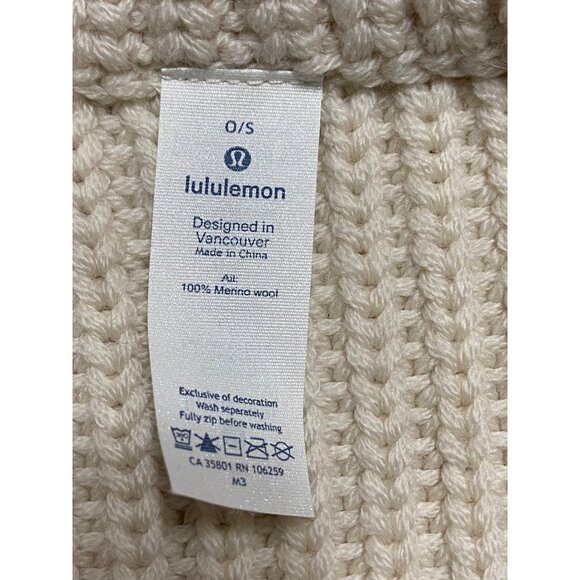 O/S
lululemon
Designed in
Vancouver
Made in China
All:
100% Merino wool
Exclusive of decoration
Wash separately
Fully zip before washing
CA 35801 RN 106259
M3